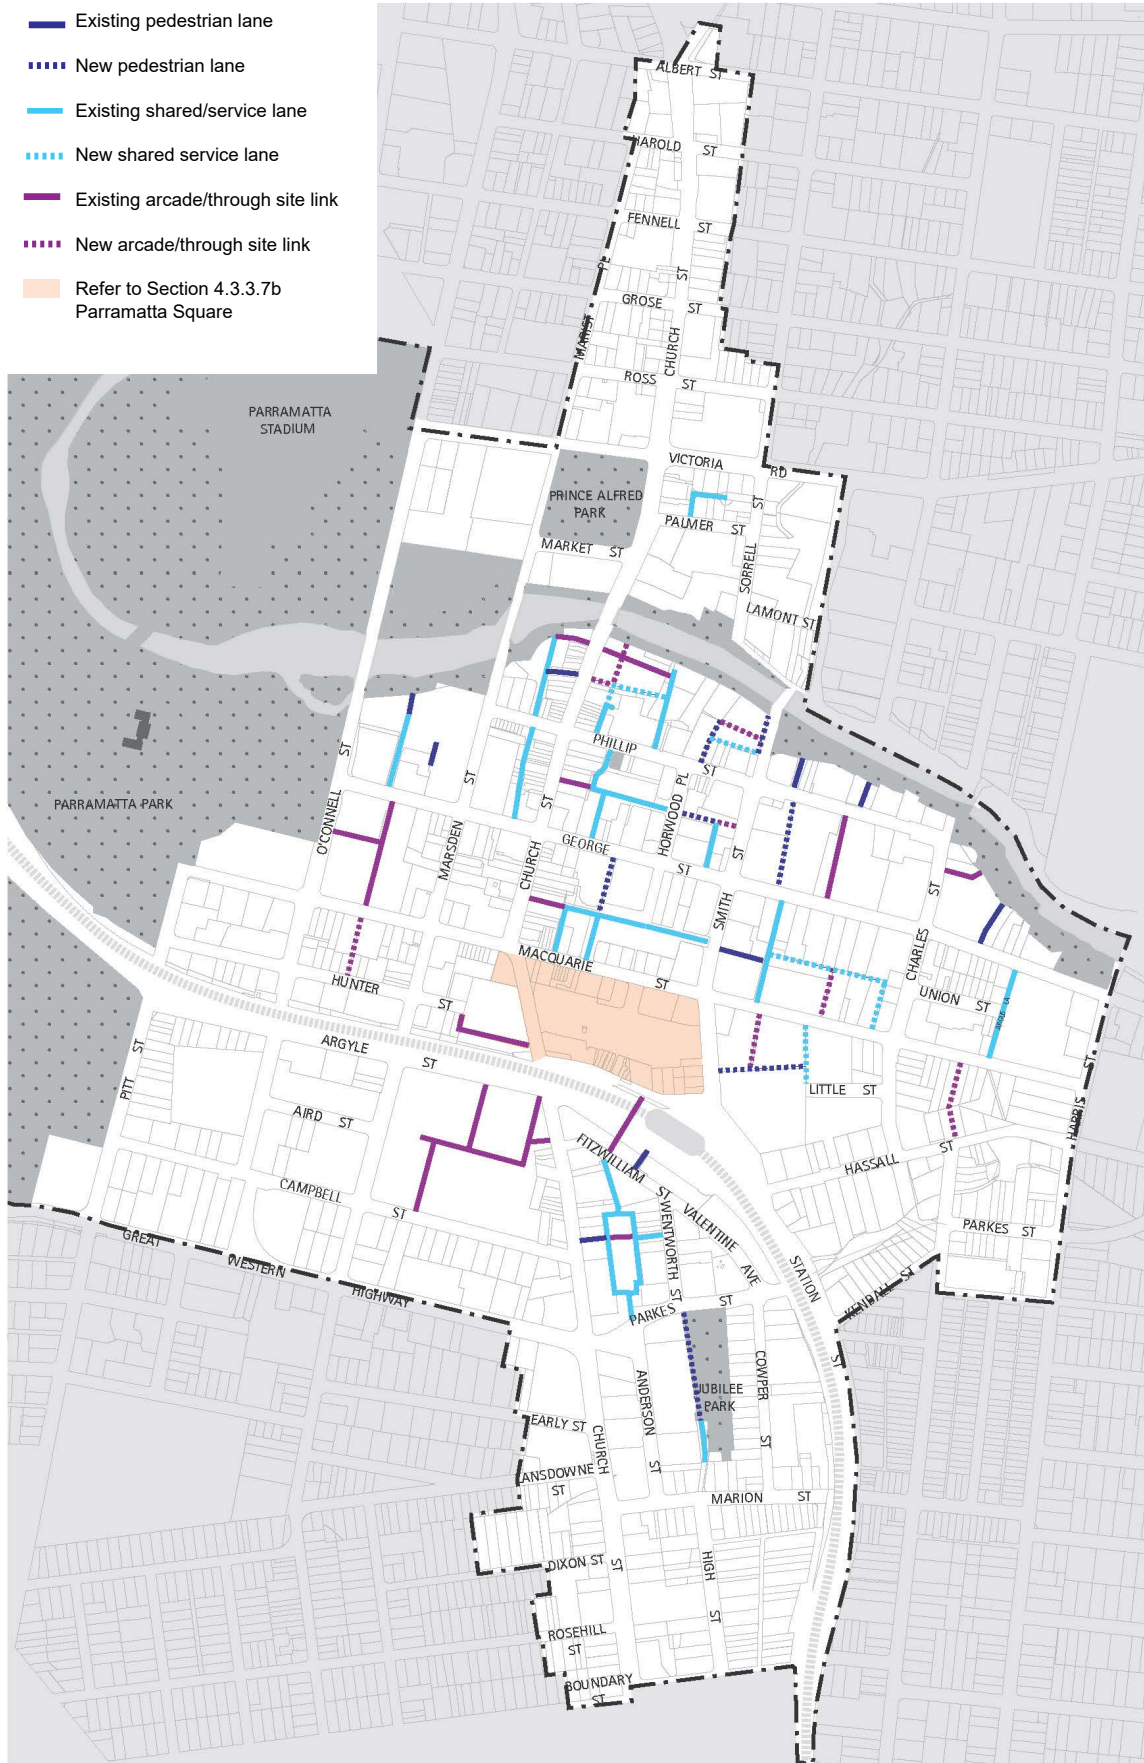 Existing pedestrian lane
New pedestrian lane
Existing shared/service lane
New shared service lane
Existing arcade/through site link
New arcade/through site link
Refer to Section 4.3.3.7b
Parramatta Square
ALBERT ST
HAROLD ST
FENNELL ST
MARIST PL
GROSE ST
CHURCH ST
ROSS ST
PARRAMATTA
STADIUM
VICTORIA RD
PRINCE ALFRED
PARK
PALMER ST
MARKET ST
SORRELL ST
LAMONT ST
PHILLIP ST
PARRAMATTA PARK
O'CONNELL ST
MARSDEN ST
CHURCH ST
GEORGE ST
HORWOOD PL
SMITH ST
CHARLES ST
MACQUARIE ST
HUNTER ST
UNION ST
ARGYLE ST
PITT ST
LITTLE ST
HARRIS ST
AIRD ST
HASSALL ST
FITZWILLIAM ST
CAMPBELL ST
WENTWORTH ST
VALENTINE AVE
PARKES ST
GREAT WESTERN HIGHWAY
STATION ST
KENDALL ST
PARKES ST
JUBILEE
PARK
COWPER ST
ANDERSON ST
EARLY ST
CHURCH ST
LANSDOWNE
ST
MARION ST
DIXON ST
HIGH ST
ROSEHILL
ST
BOUNDARY
ST